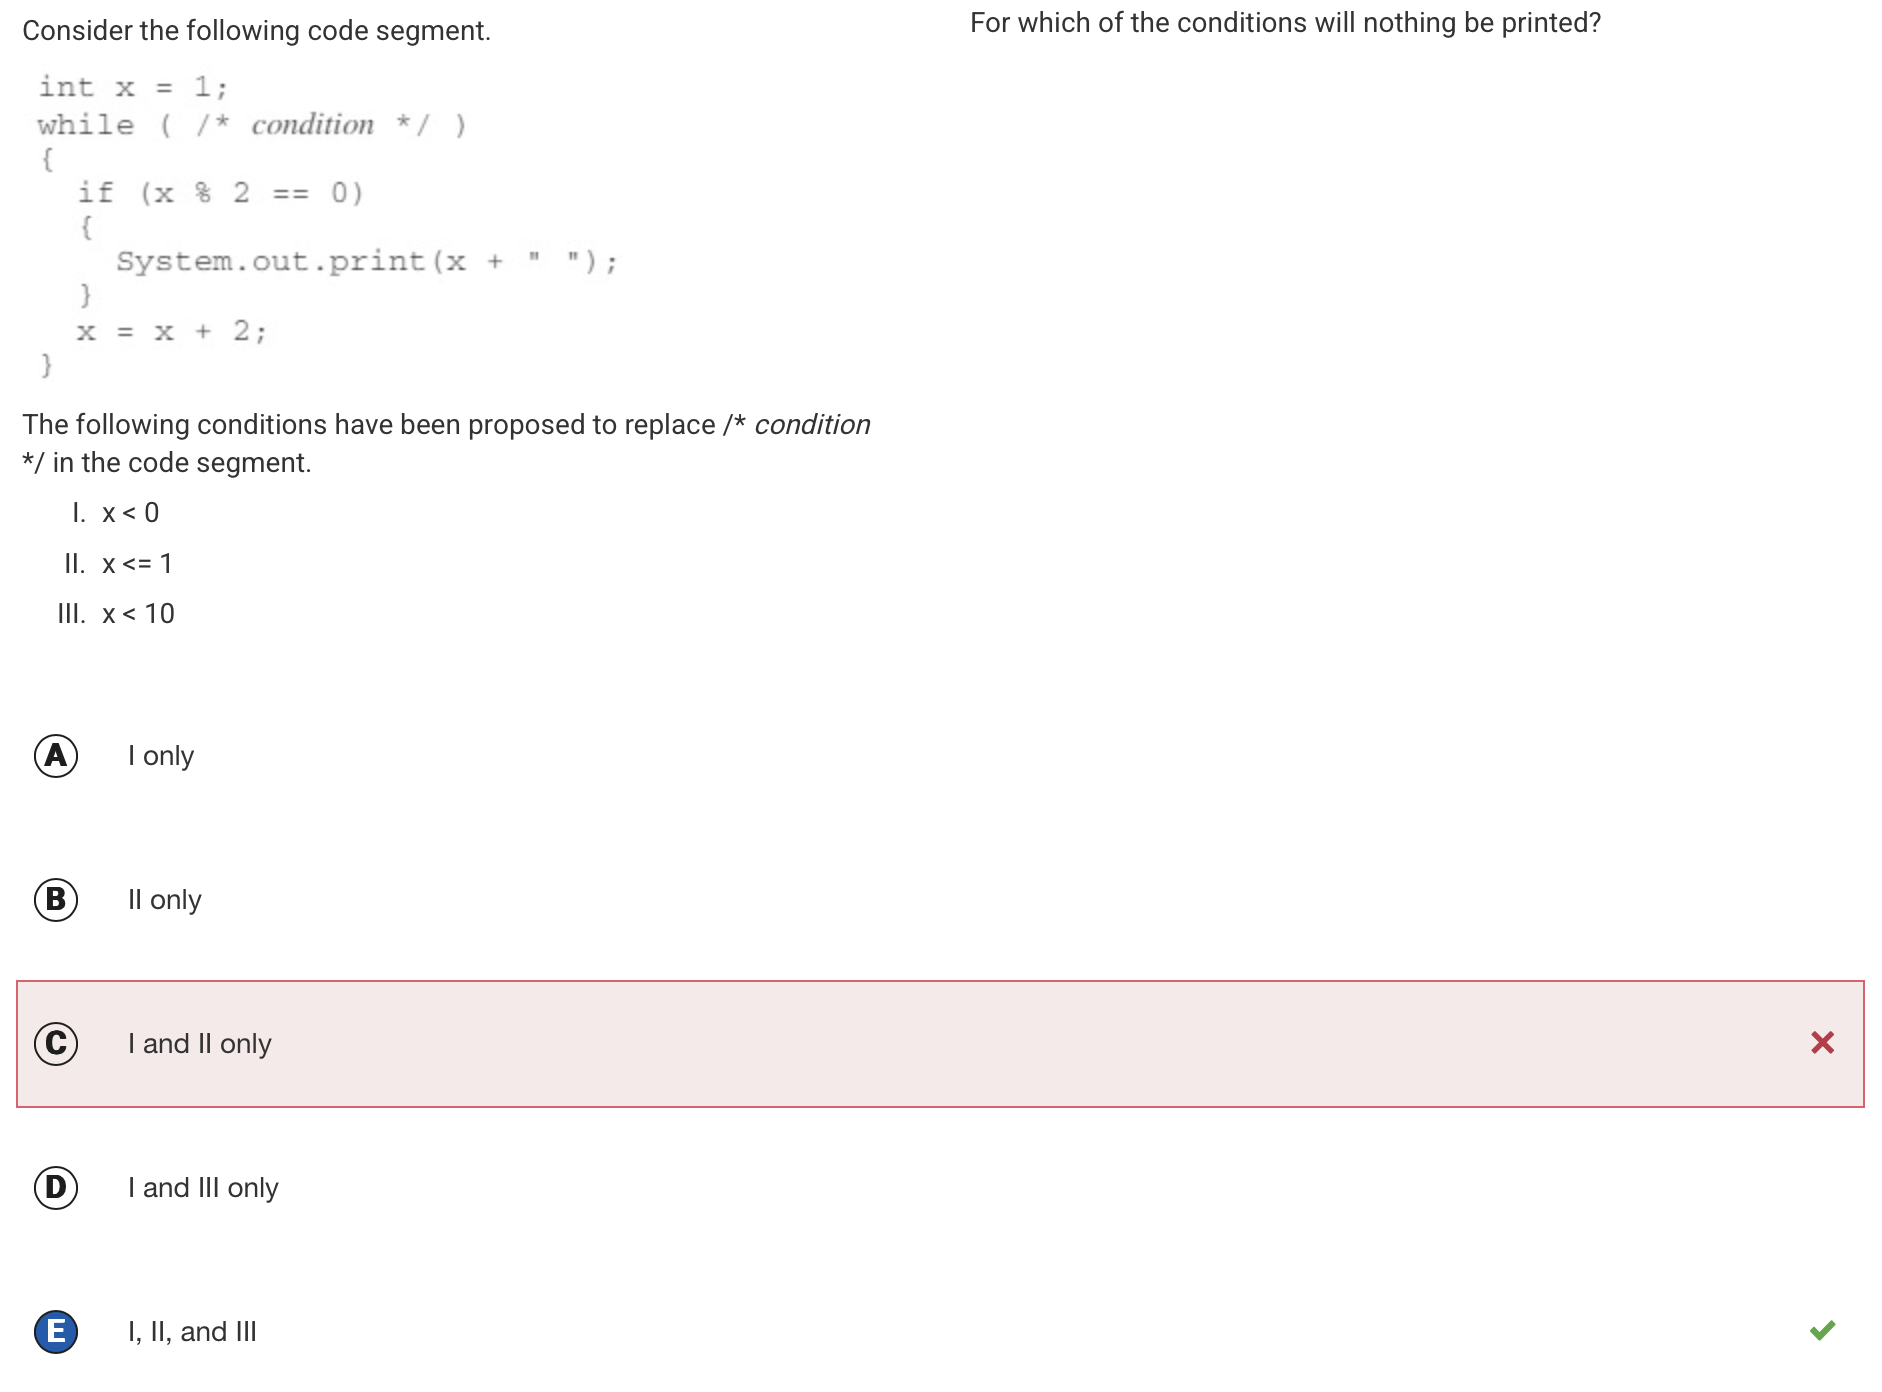 Consider the following code segment.
int x = 1;
while ( /* condition */ )
{
if (x % 2 == 0)
{
System.out.print(x + " ");
}
x = x + 2;
}
The following conditions have been proposed to replace /* condition
*/ in the code segment.
I. x < 0
II. x <= 1
III. x < 10
For which of the conditions will nothing be printed?
A I only
B II only
C I and II only
D I and III only
E I, II, and III